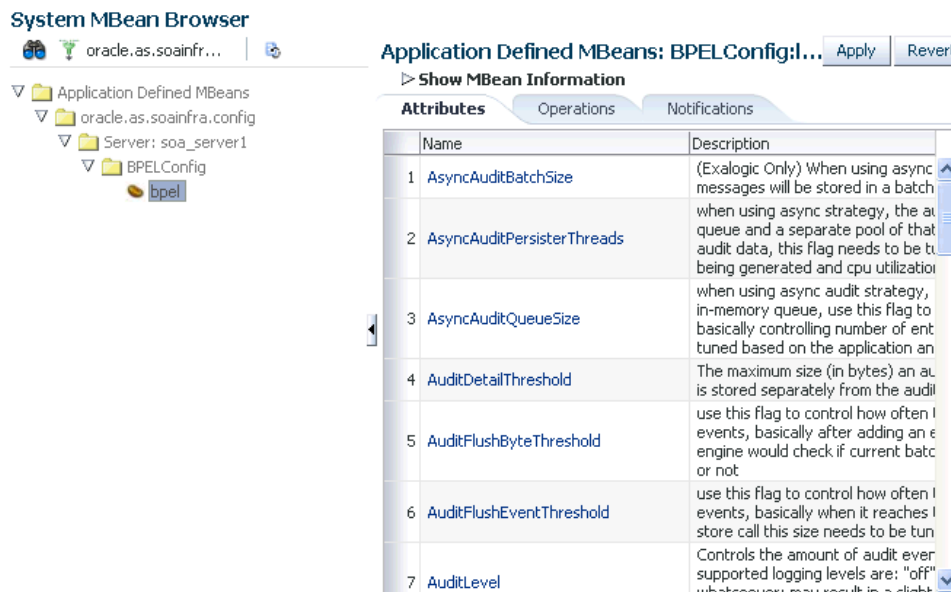 System MBean Browser
oracle.as.soainfr...
Application Defined MBeans
oracle.as.soainfra.config
Server: soa_server1
BPELConfig
bpel
Application Defined MBeans: BPELConfig:l...
Apply
Rever
Show MBean Information
Attributes
Operations
Notifications
Name
Description
1
AsyncAuditBatchSize
(Exalogic Only) When using async
messages will be stored in a batch
2
AsyncAuditPersisterThreads
when using async strategy, the au
queue and a separate pool of that
audit data, this flag needs to be tu
being generated and cpu utilization
3
AsyncAuditQueueSize
when using async audit strategy,
in-memory queue, use this flag to
basically controlling number of ent
tuned based on the application an
4
AuditDetailThreshold
The maximum size (in bytes) an au
is stored separately from the audi
5
AuditFlushByteThreshold
use this flag to control how often
events, basically after adding an e
engine would check if current batc
or not
6
AuditFlushEventThreshold
use this flag to control how often
events, basically when it reaches
store call this size needs to be tun
7
AuditLevel
Controls the amount of audit even
supported logging levels are: "off"
whatsoever; may result in a slight